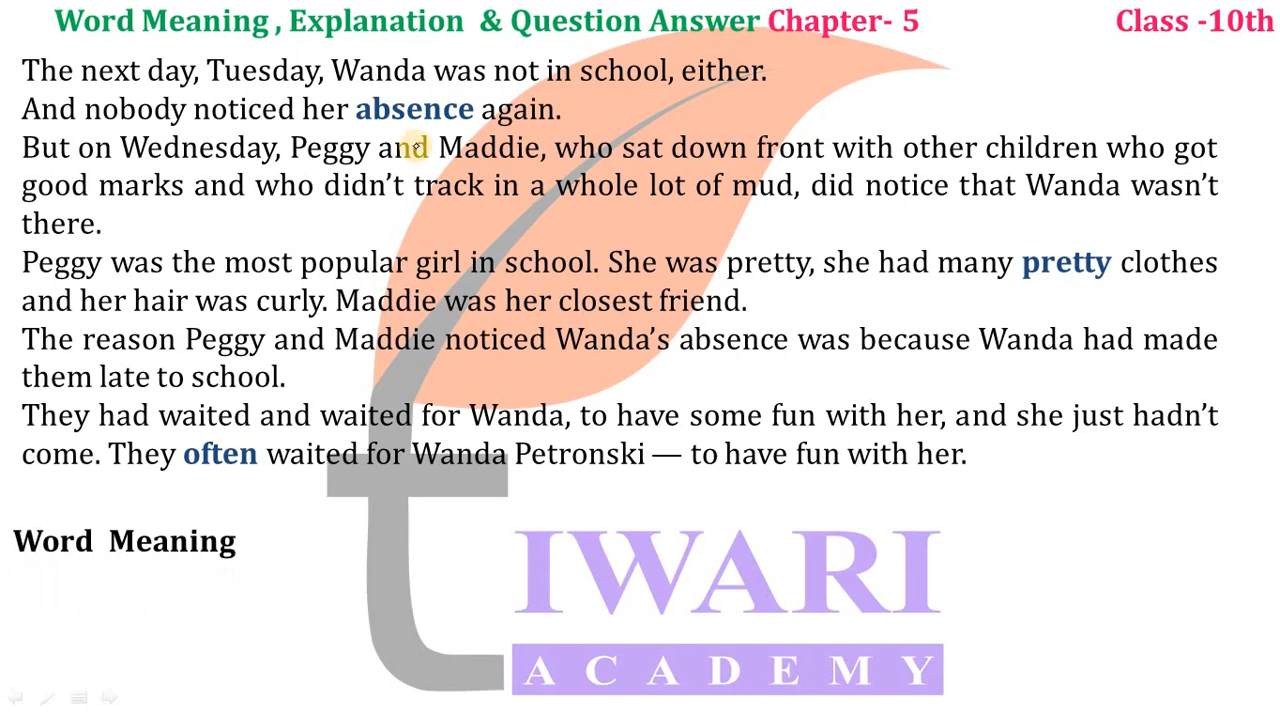 Word Meaning , Explanation & Question Answer Chapter- 5 Class -10th
The next day, Tuesday, Wanda was not in school, either.
And nobody noticed her absence again.
But on Wednesday, Peggy and Maddie, who sat down front with other children who got
good marks and who didn’t track in a whole lot of mud, did notice that Wanda wasn’t
there.
Peggy was the most popular girl in school. She was pretty, she had many pretty clothes
and her hair was curly. Maddie was her closest friend.
The reason Peggy and Maddie noticed Wanda’s absence was because Wanda had made
them late to school.
They had waited and waited for Wanda, to have some fun with her, and she just hadn’t
come. They often waited for Wanda Petronski — to have fun with her.
Word Meaning
tIWARI
ACADEMY